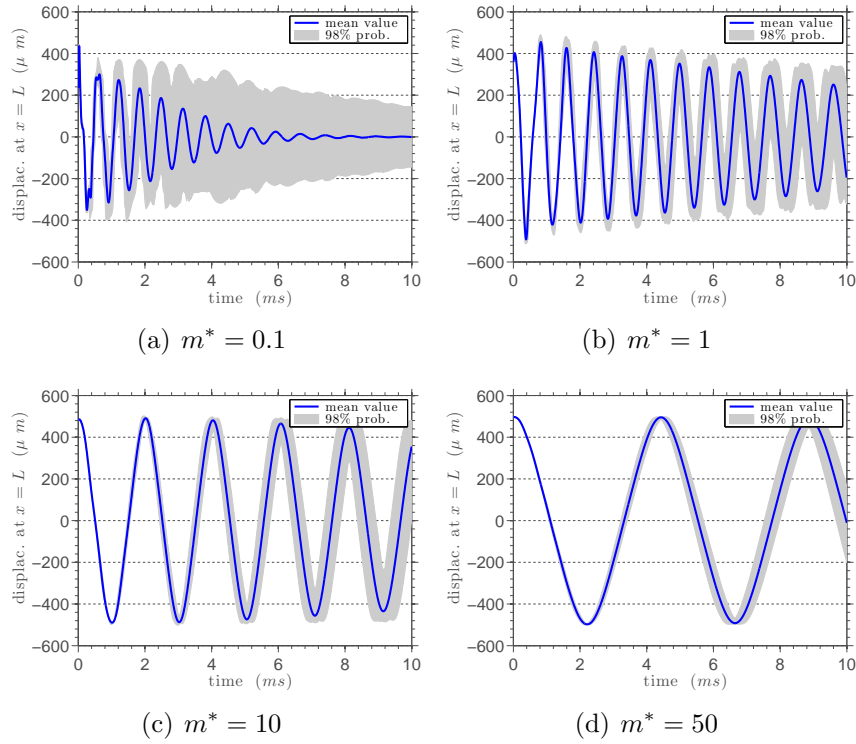 600
400
200
0
−200
−400
−600
0
2
4
6
8
10
displac. at x = L (μ m)
time (ms)
mean value
98% prob.
(a) m* = 0.1
600
400
200
0
−200
−400
−600
0
2
4
6
8
10
displac. at x = L (μ m)
time (ms)
mean value
98% prob.
(b) m* = 1
600
400
200
0
−200
−400
−600
0
2
4
6
8
10
displac. at x = L (μ m)
time (ms)
mean value
98% prob.
(c) m* = 10
600
400
200
0
−200
−400
−600
0
2
4
6
8
10
displac. at x = L (μ m)
time (ms)
mean value
98% prob.
(d) m* = 50